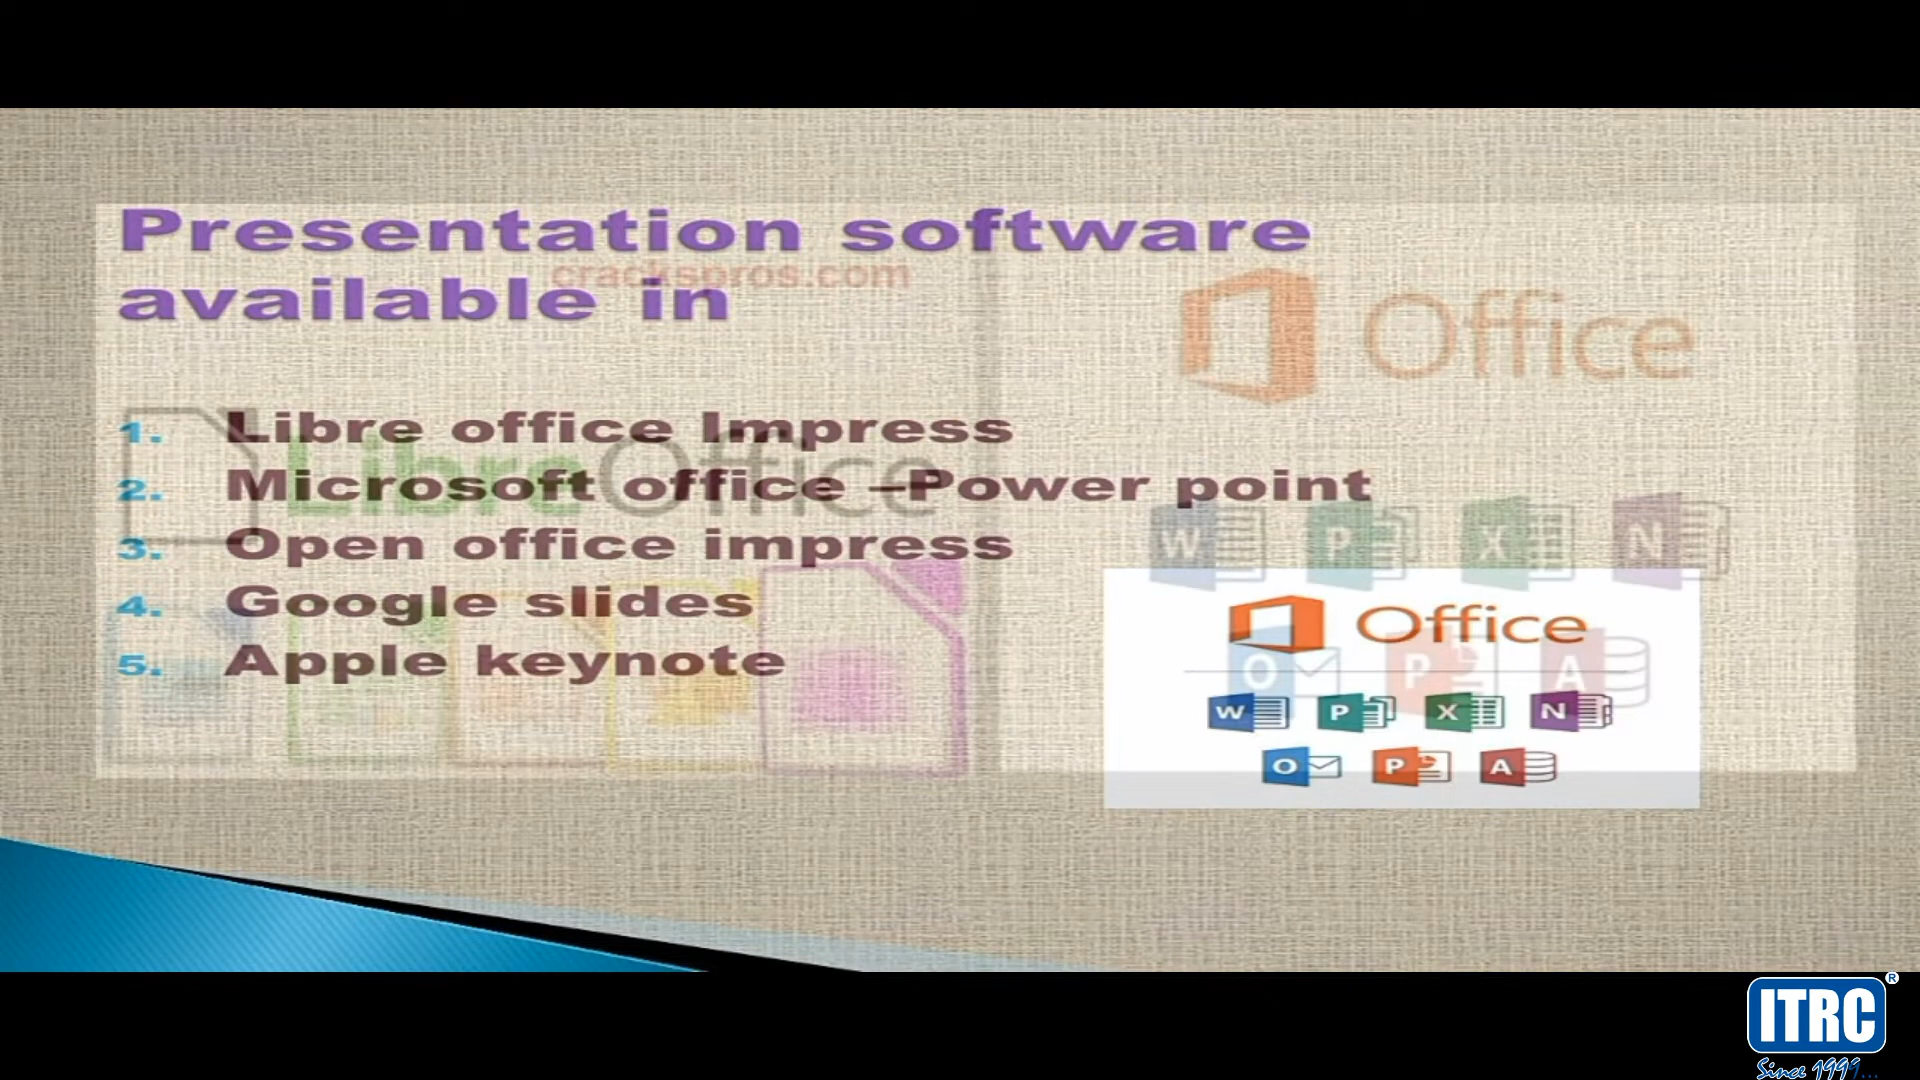 Presentation software
available in
crackspros.com
Office
1. Libre office Impress
LibreOffice
2. Microsoft office –Power point
3. Open office impress
4. Google slides
5. Apple keynote
W P X N
O P A
Office
W P X N
O P A
ITRC
®
Since 1999...